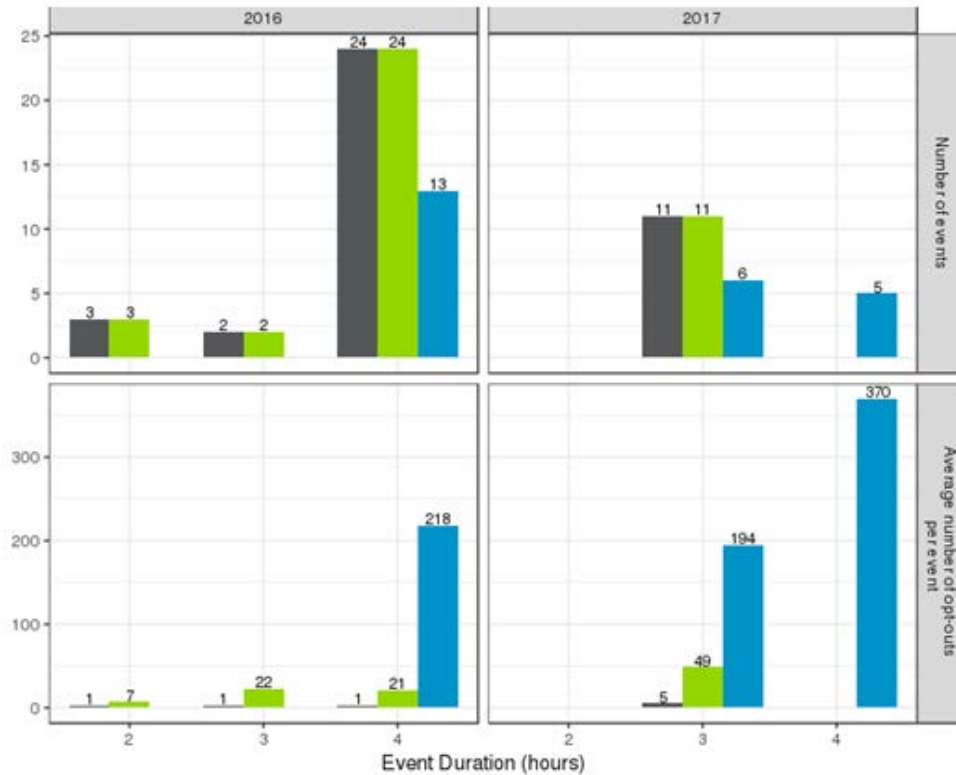 2016 2017
25
20
15
10
5
0
3 3 2 2 24 24 13
11 11 6 5
Number of events
300
200
100
0
1 7 1 22 1 21 218
5 49 194 370
Average number of opt-outs
per event
2 3 4 2 3 4
Event Duration (hours)